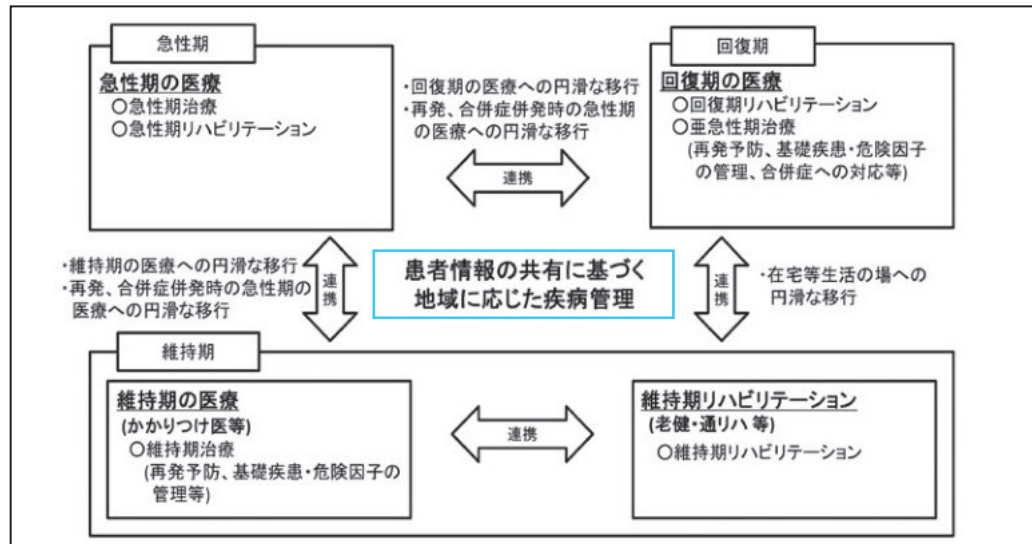 急性期
急性期の医療
○急性期治療
○急性期リハビリテーション
・回復期の医療への円滑な移行
・再発、合併症併発時の急性期
の医療への円滑な移行
連携
回復期
回復期の医療
○回復期リハビリテーション
○亜急性期治療
(再発予防、基礎疾患・危険因子
の管理、合併症への対応等)
・維持期の医療への円滑な移行
・再発、合併症併発時の急性期の
医療への円滑な移行
連携
患者情報の共有に基づく
地域に応じた疾病管理
連携
・在宅等生活の場への
円滑な移行
維持期
維持期の医療
(かかりつけ医等)
○維持期治療
(再発予防、基礎疾患・危険因子の
管理等)
連携
維持期リハビリテーション
(老健・通リハ 等)
○維持期リハビリテーション